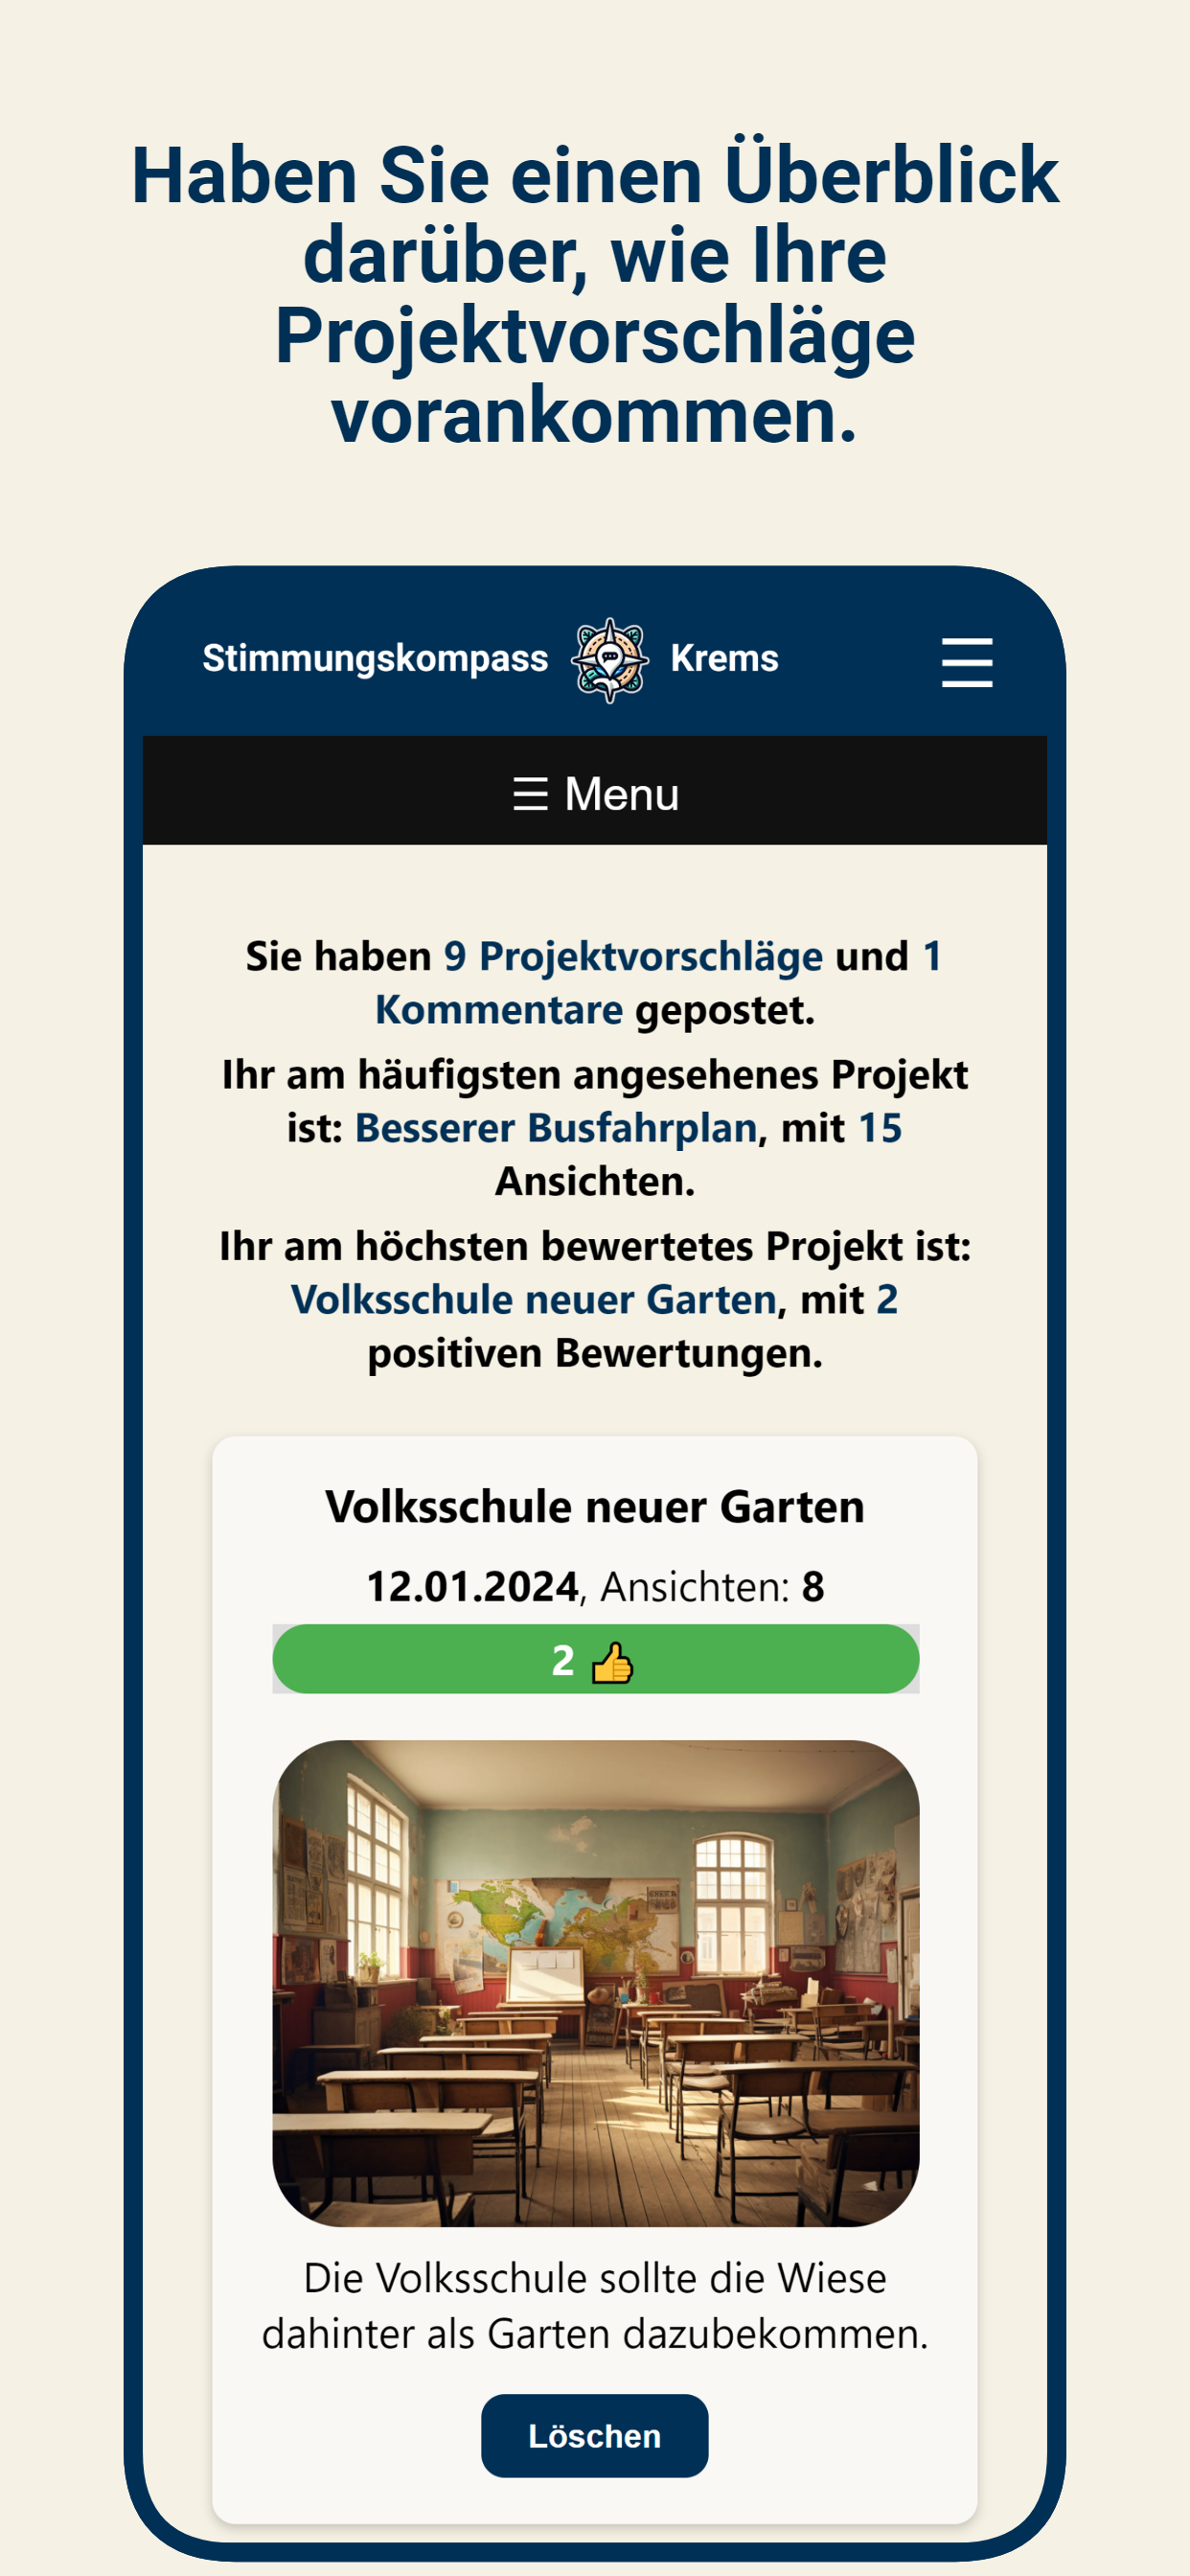 Haben Sie einen Überblick
darüber, wie Ihre
Projektvorschläge
vorankommen.
Stimmungskompass Krems
☰
☰ Menu
Sie haben 9 Projektvorschläge und 1
Kommentare gepostet.
Ihr am häufigsten angesehenes Projekt
ist: Besserer Busfahrplan, mit 15
Ansichten.
Ihr am höchsten bewertetes Projekt ist:
Volksschule neuer Garten, mit 2
positiven Bewertungen.
Volksschule neuer Garten
12.01.2024, Ansichten: 8
2 👍
Die Volksschule sollte die Wiese
dahinter als Garten dazubekommen.
Löschen